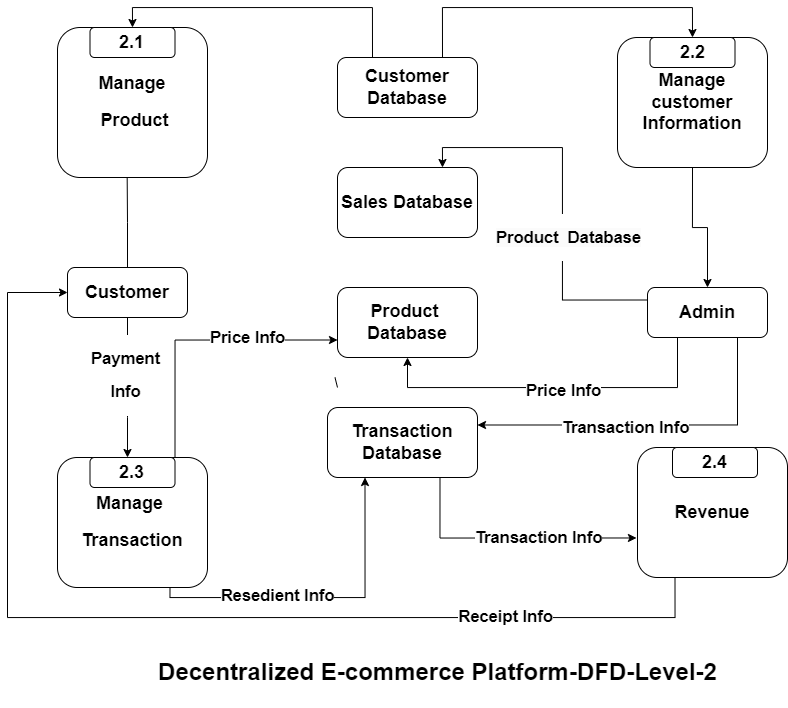 2.1
Manage
Product
Customer
Database
2.2
Manage
customer
Information
Sales Database
Product  Database
Customer
Product
Database
Admin
Price Info
Payment
Info
Price Info
Transaction
Database
Transaction Info
2.3
Manage
Transaction
2.4
Revenue
Transaction Info
Resedient Info
Receipt Info
Decentralized E-commerce Platform-DFD-Level-2